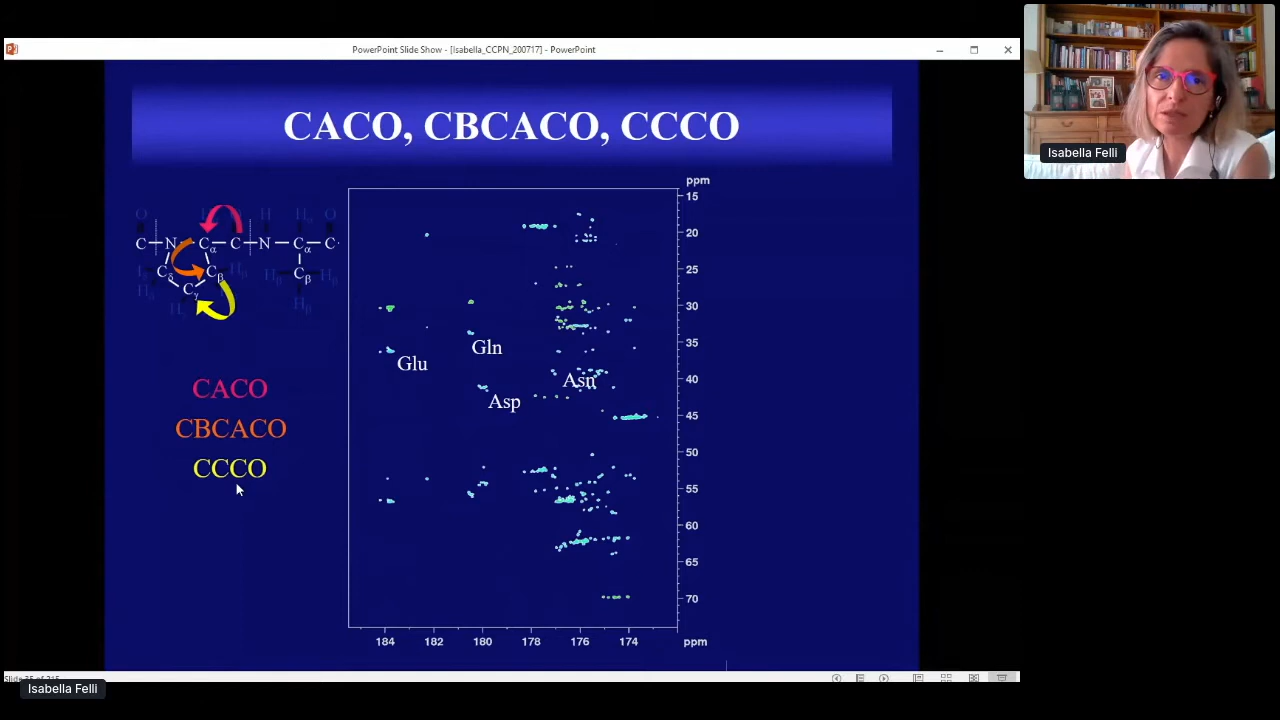 PowerPoint Slide Show - [Isabella_CCPN_200717] - PowerPoint
CACO, CBCACO, CCCO
O
H
O
C N Cα C N Cα C
Cδ Cβ Cβ
Cγ
CACO
CBCACO
CCCO
Glu
Gln
Asp
Asn
ppm
15
20
25
30
35
40
45
50
55
60
65
70
184 182 180 178 176 174 ppm
Isabella Felli
Isabella Felli